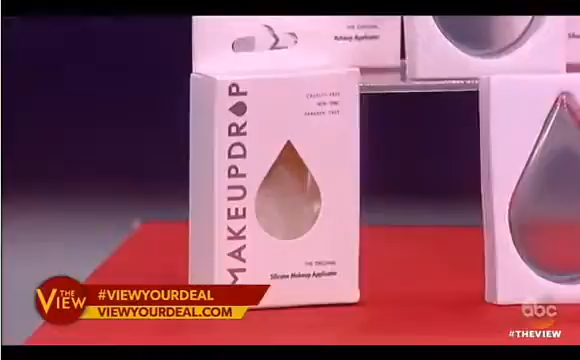 THE ORIGINAL
Makeup Applicator
MAKEUPDROP
CRUELTY-FREE
NON-TOXIC
PARABEN FREE
THE ORIGINAL
Silicone Makeup Applicator
THE VIEW
#VIEWYOURDEAL
VIEWYOURDEAL.COM
abc
#THEVIEW